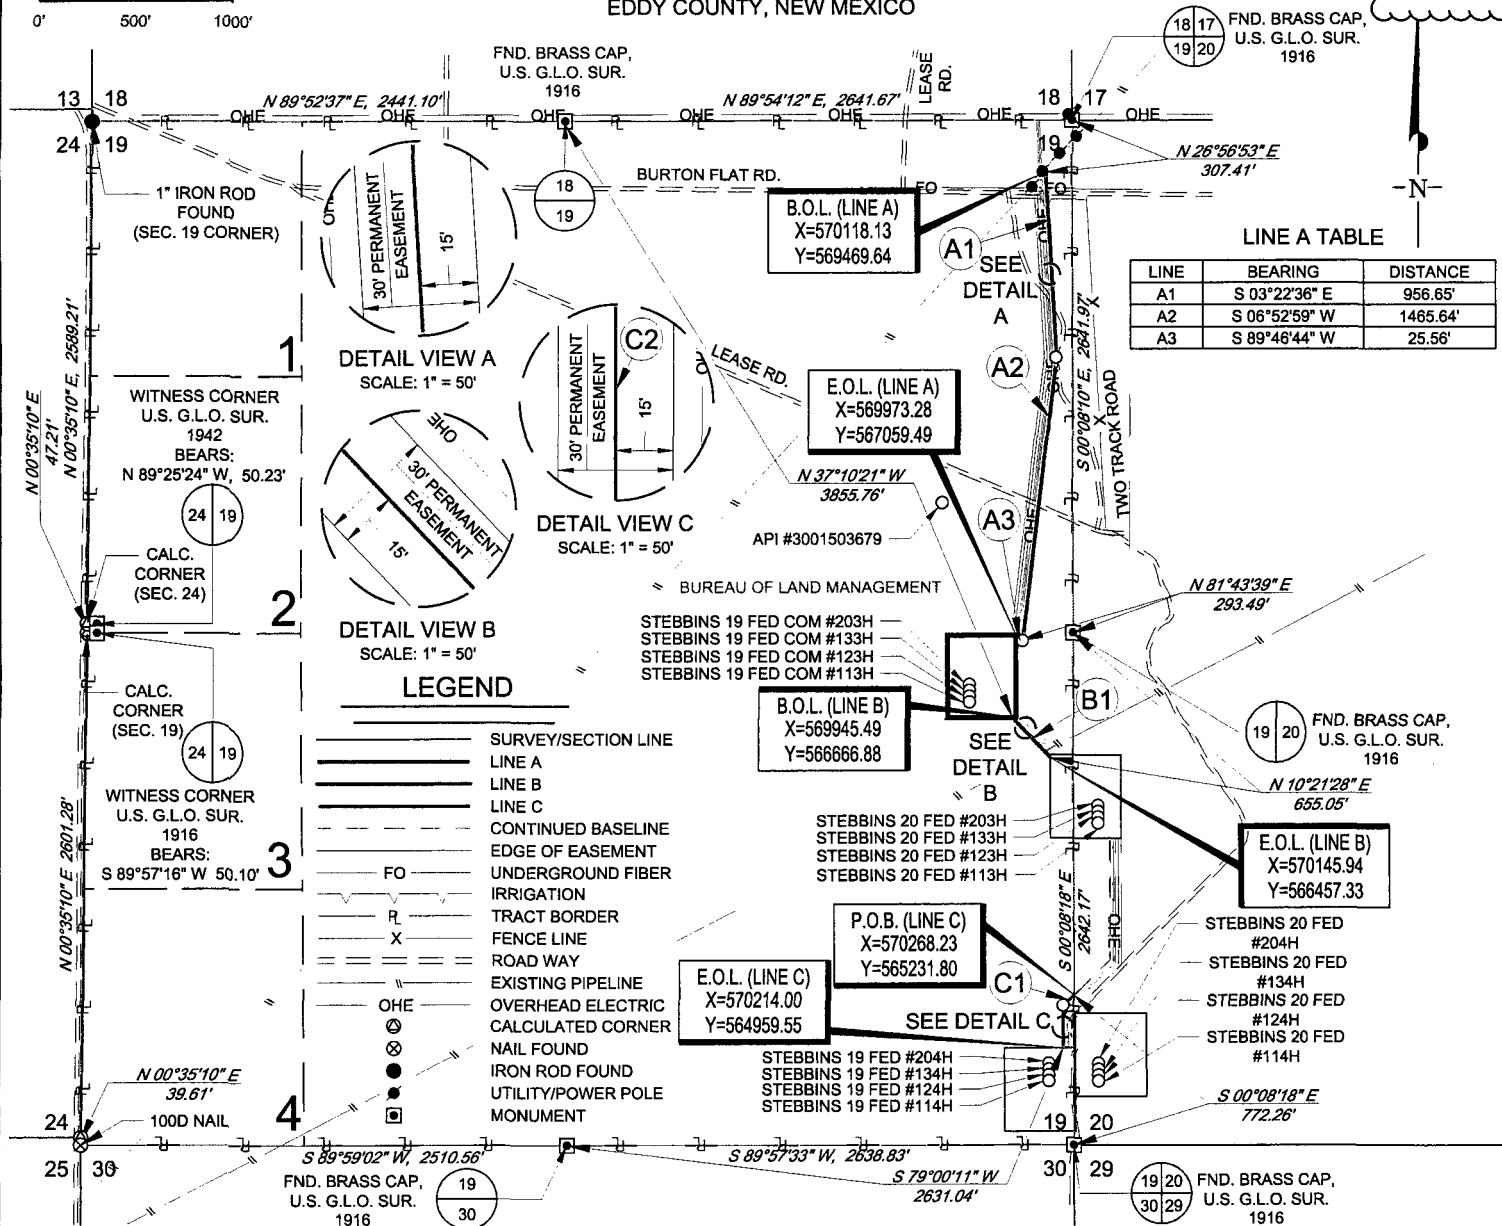 EDDY COUNTY, NEW MEXICO
0' 500' 1000'
FND. BRASS CAP,
U.S. G.L.O. SUR.
1916
18 17
19 20
FND. BRASS CAP,
U.S. G.L.O. SUR.
1916
LEASE
RD.
13 18
24 19
N 89°52'37" E, 2441.10'
N 89°54'12" E, 2641.67'
OHE OHE OHE OHE OHE OHE OHE
18 17
19
N 26°56'53" E
307.41'
1" IRON ROD
FOUND
(SEC. 19 CORNER)
18
19
BURTON FLAT RD.
FO FO
-N-
B.O.L. (LINE A)
X=570118.13
Y=569469.64
A1
SEE
DETAIL
A
LINE A TABLE
LINE BEARING DISTANCE
A1 S 03°22'36" E 956.65'
A2 S 06°52'59" W 1465.64'
A3 S 89°46'44" W 25.56'
OHE
30' PERMANENT
EASEMENT
15'
DETAIL VIEW A
SCALE: 1" = 50'
C2
30' PERMANENT
EASEMENT
15'
DETAIL VIEW C
SCALE: 1" = 50'
OHE
30' PERMANENT
EASEMENT
15'
DETAIL VIEW B
SCALE: 1" = 50'
LEASE RD.
A2
OHE
OHE
S 00°08'10" E, 2641.97'
X
X
TWO TRACK ROAD
E.O.L. (LINE A)
X=569973.28
Y=567059.49
N 37°10'21" W
3855.76'
API #3001503679
A3
OHE
BUREAU OF LAND MANAGEMENT
N 00°35'10" E
47.21'
N 00°35'10" E, 2589.21'
1
WITNESS CORNER
U.S. G.L.O. SUR.
1942
BEARS:
N 89°25'24" W, 50.23'
24 19
CALC.
CORNER
(SEC. 24)
2
CALC.
CORNER
(SEC. 19)
24 19
WITNESS CORNER
U.S. G.L.O. SUR.
1916
BEARS:
S 89°57'16" W 50.10'
3
N 00°35'10" E 2601.28'
N 81°43'39" E
293.49'
STEBBINS 19 FED COM #203H
STEBBINS 19 FED COM #133H
STEBBINS 19 FED COM #123H
STEBBINS 19 FED COM #113H
B.O.L. (LINE B)
X=569945.49
Y=566666.88
B1
SEE
DETAIL
B
19 20
FND. BRASS CAP,
U.S. G.L.O. SUR.
1916
N 10°21'28" E
655.05'
STEBBINS 20 FED #203H
STEBBINS 20 FED #133H
STEBBINS 20 FED #123H
STEBBINS 20 FED #113H
E.O.L. (LINE B)
X=570145.94
Y=566457.33
LEGEND
SURVEY/SECTION LINE
LINE A
LINE B
LINE C
CONTINUED BASELINE
EDGE OF EASEMENT
FO UNDERGROUND FIBER
IRRIGATION
PL TRACT BORDER
X FENCE LINE
ROAD WAY
EXISTING PIPELINE
OHE OVERHEAD ELECTRIC
CALCULATED CORNER
NAIL FOUND
IRON ROD FOUND
UTILITY/POWER POLE
MONUMENT
S 00°08'18" E
2642.17'
OHE
P.O.B. (LINE C)
X=570268.23
Y=565231.80
E.O.L. (LINE C)
X=570214.00
Y=564959.55
C1
SEE DETAIL C
STEBBINS 20 FED
#204H
STEBBINS 20 FED
#134H
STEBBINS 20 FED
#124H
STEBBINS 20 FED
#114H
STEBBINS 19 FED #204H
STEBBINS 19 FED #134H
STEBBINS 19 FED #124H
STEBBINS 19 FED #114H
N 00°35'10" E
39.61'
4
24
100D NAIL
25 30
S 89°59'02" W, 2510.56'
S 89°57'33" W, 2638.83'
S 79°00'11" W
2631.04'
S 00°08'18" E
772.26'
19 20
30 29
FND. BRASS CAP,
U.S. G.L.O. SUR.
1916
19
30
19 20
30 29
FND. BRASS CAP,
U.S. G.L.O. SUR.
1916